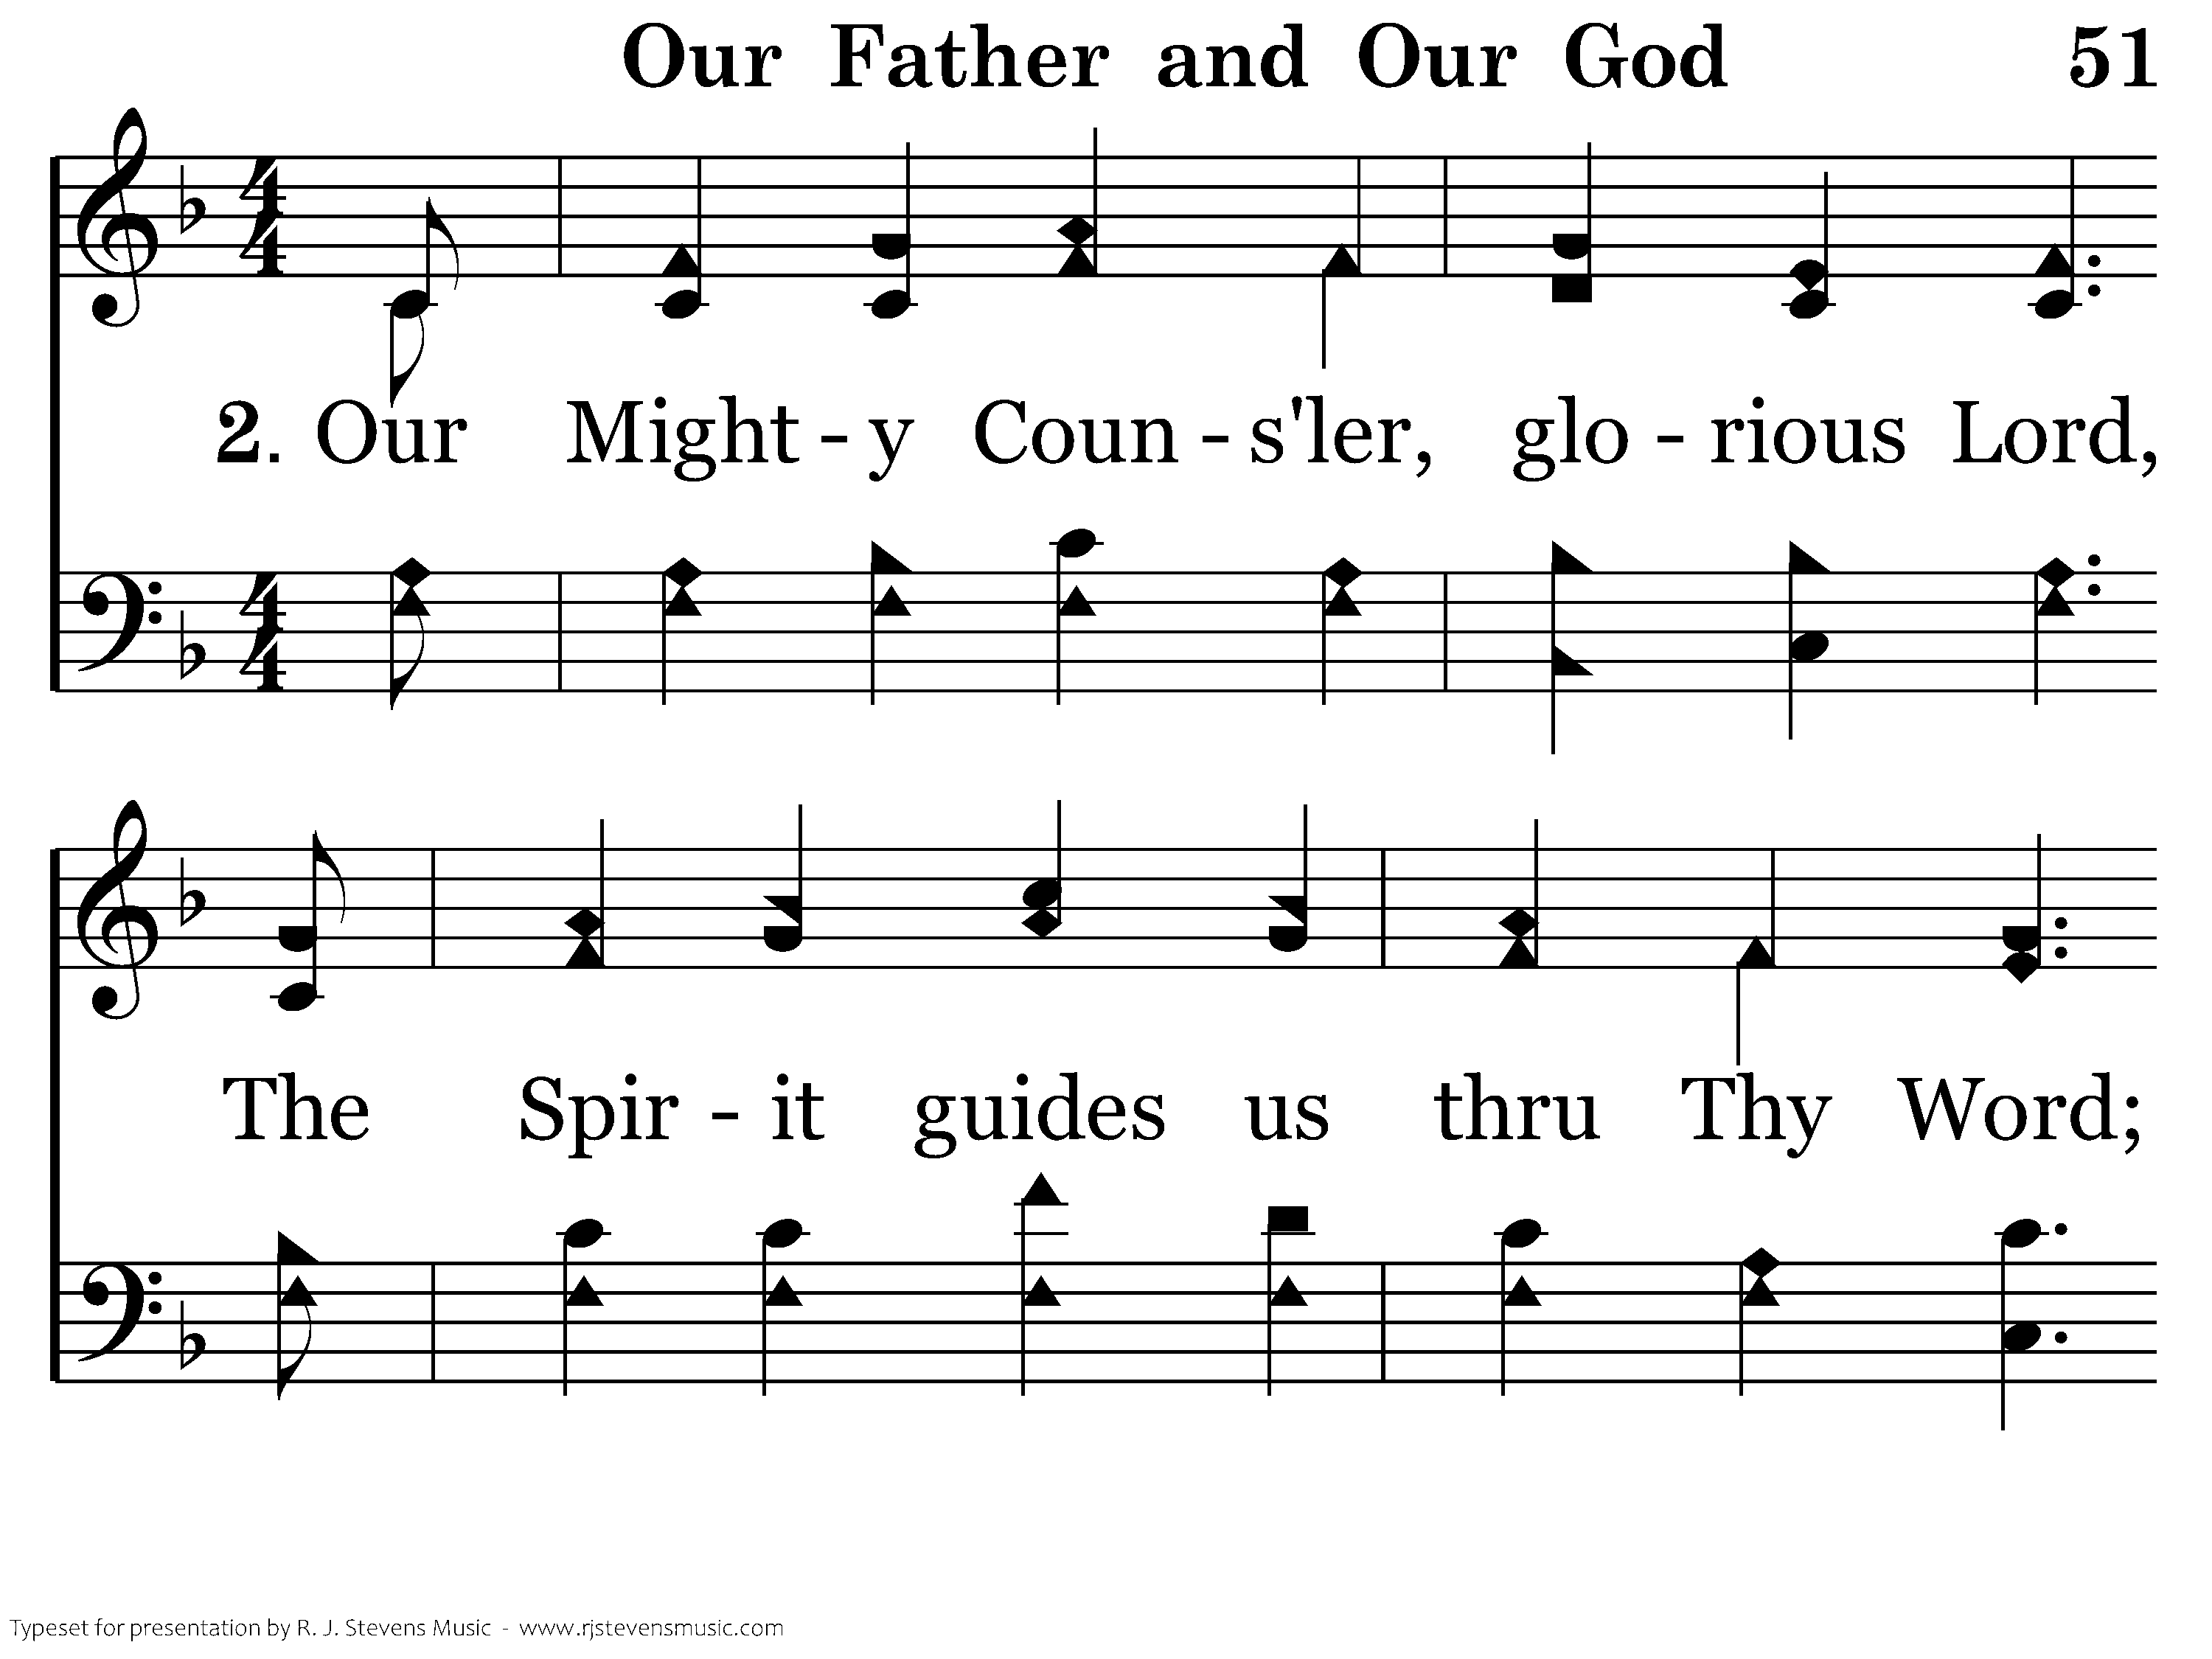 Our Father and Our God 51
2. Our Might - y Coun - s'ler, glo - rious Lord,
The Spir - it guides us thru Thy Word;
Typeset for presentation by R. J. Stevens Music - www.rjstevensmusic.com